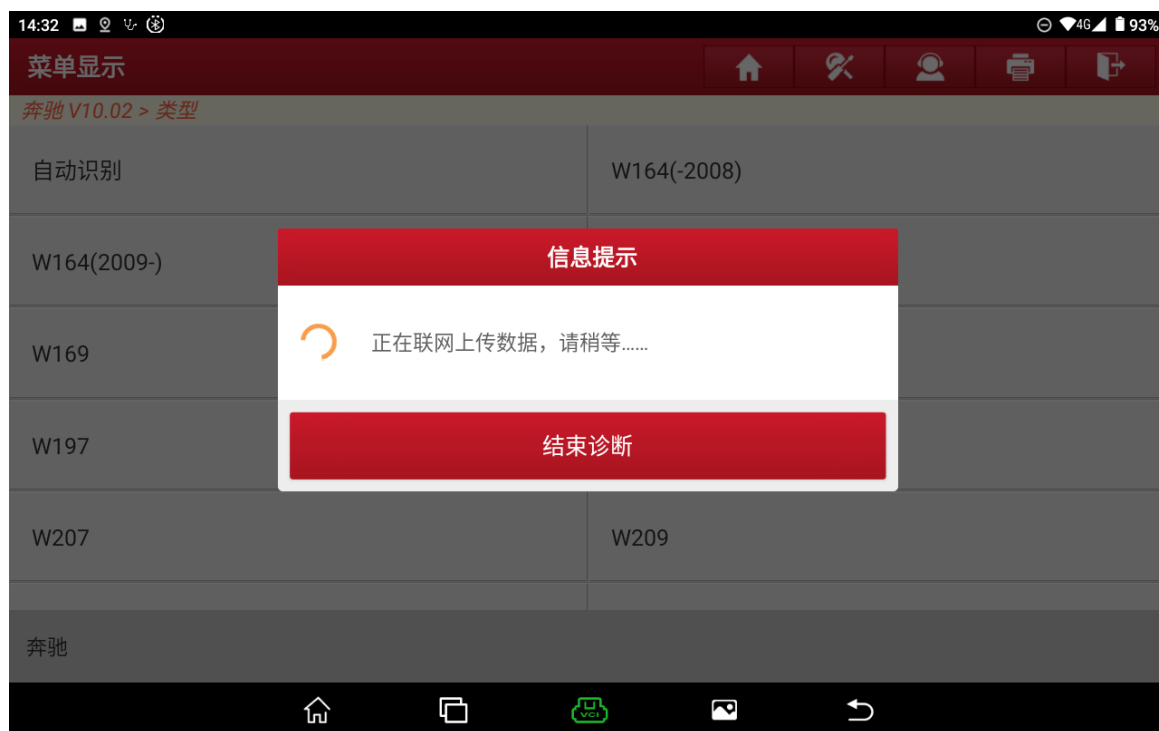 14:32
4G 93%
菜单显示
奔驰 V10.02 > 类型
自动识别
W164(-2008)
W164(2009-)
信息提示
正在联网上传数据，请稍等......
W169
W197
结束诊断
W207
W209
奔驰
VCI